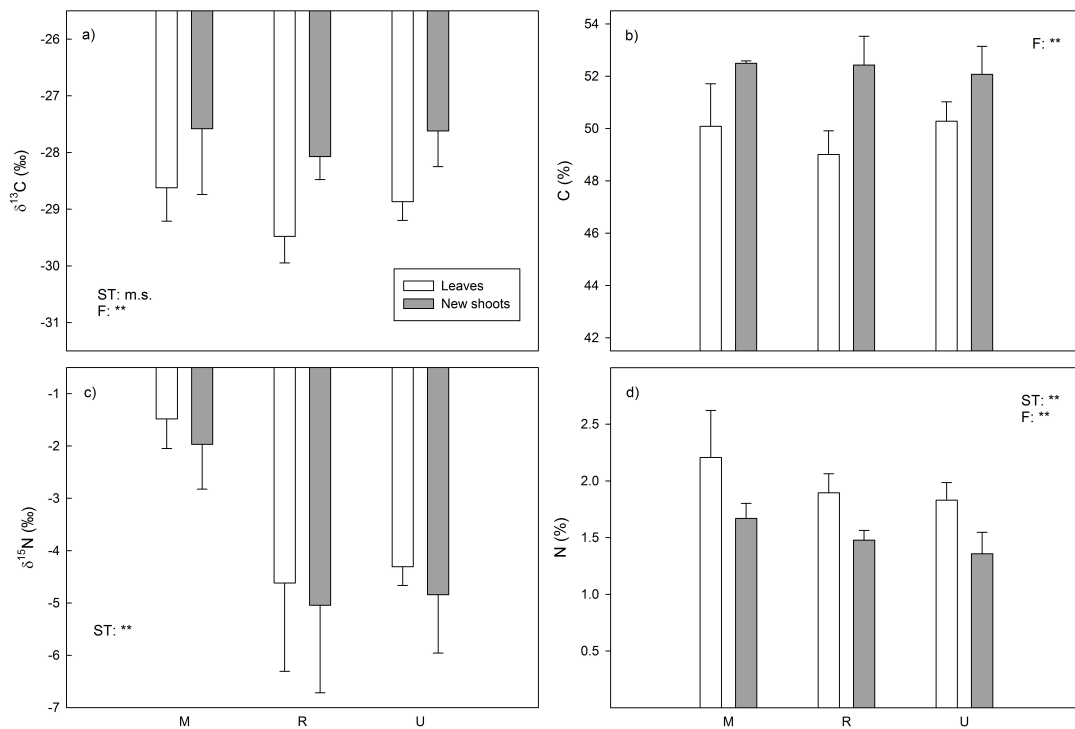 a)
-26
-27
-28
-29
-30
-31
δ13C (‰)
ST: m.s.
F: **
Leaves
New shoots
b)
F: **
54
52
50
48
46
44
42
C (%)
c)
-1
-2
-3
-4
-5
-6
-7
δ15N (‰)
ST: **
M R U
d)
ST: **
F: **
2.5
2.0
1.5
1.0
0.5
N (%)
M R U